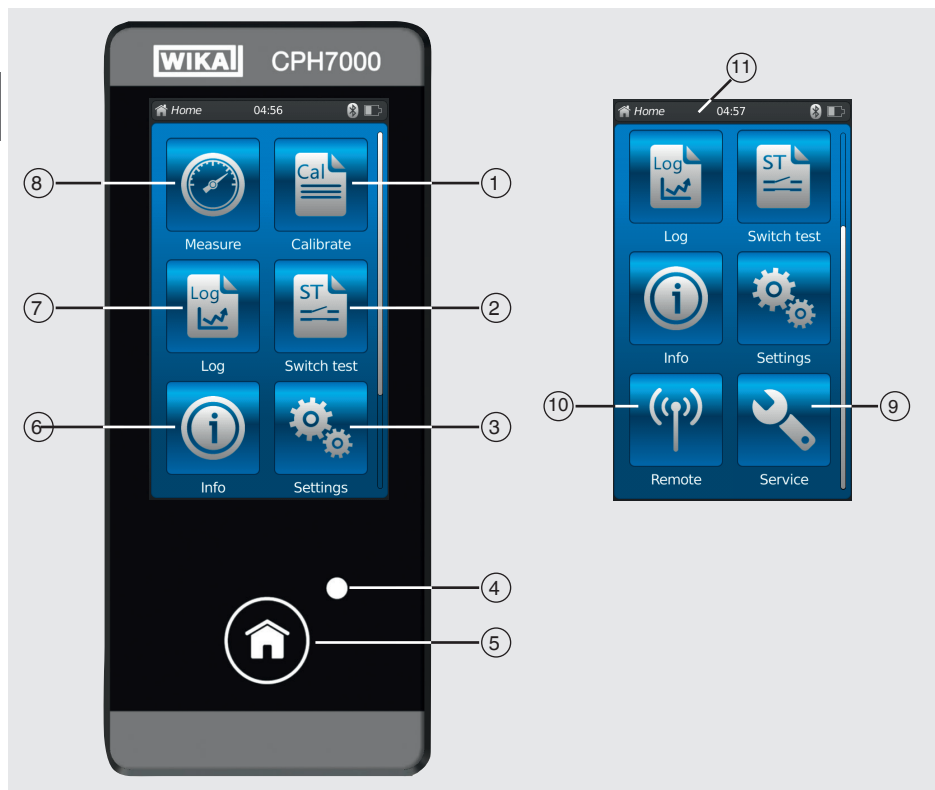 WIKA CPH7000
Home 04:56
Cal
Measure Calibrate
Log ST
Log Switch test
Info Settings
8
1
7
2
6
3
4
5
11
Home 04:57
Log ST
Log Switch test
Info Settings
Remote Service
10
9